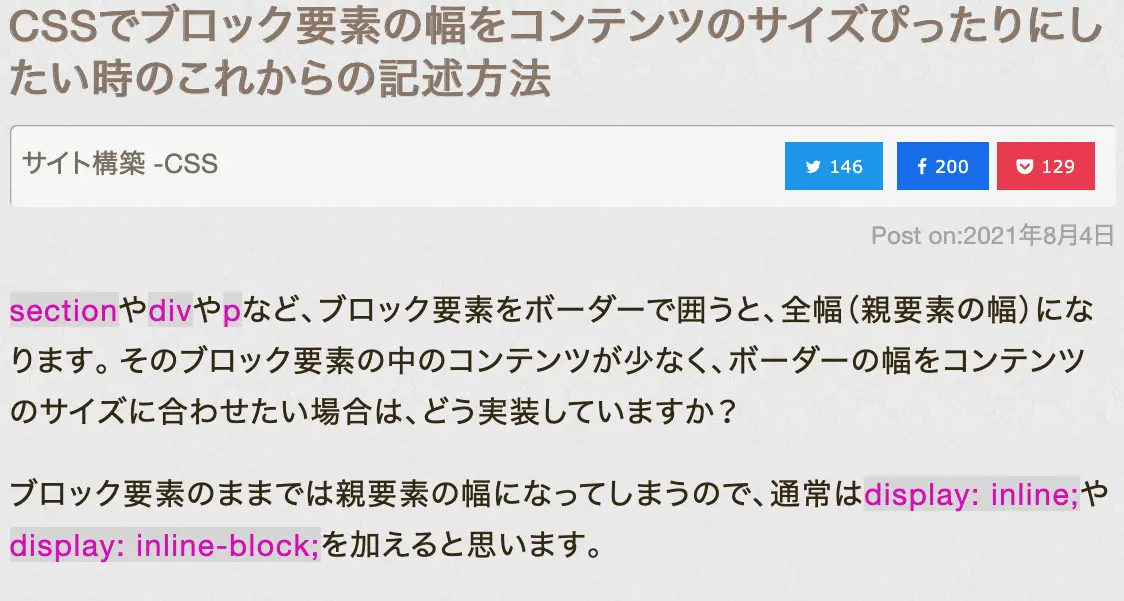 CSSでブロック要素の幅をコンテンツのサイズぴったりにし
たい時のこれからの記述方法
サイト構築 -CSS
146
200
129
Post on:2021年8月4日
sectionやdivやpなど、ブロック要素をボーダーで囲うと、全幅（親要素の幅）にな
ります。そのブロック要素の中のコンテンツが少なく、ボーダーの幅をコンテンツ
のサイズに合わせたい場合は、どう実装していますか？
ブロック要素のままでは親要素の幅になってしまうので、通常はdisplay: inline;や
display: inline-block;を加えると思います。